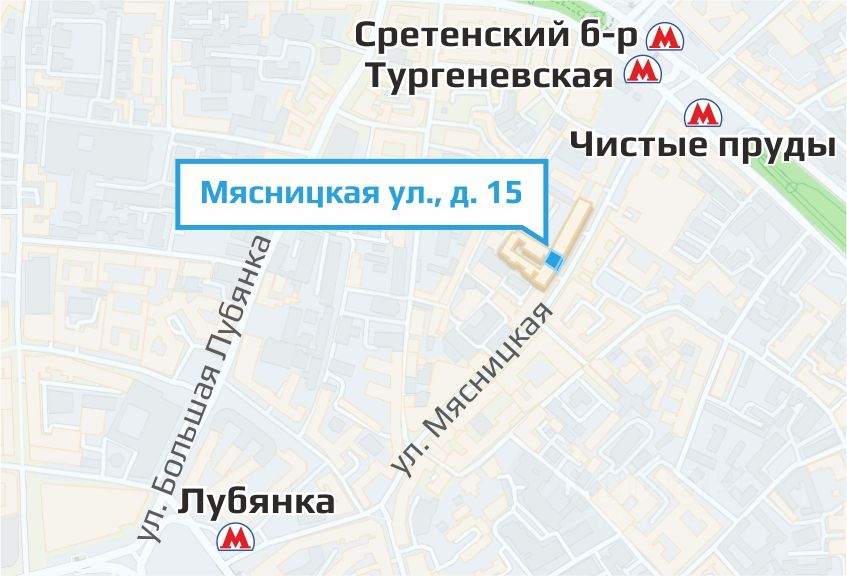 Сретенский б-р
Тургеневская
Чистые пруды
Мясницкая ул., д. 15
ул. Большая Лубянка
ул. Мясницкая
Лубянка